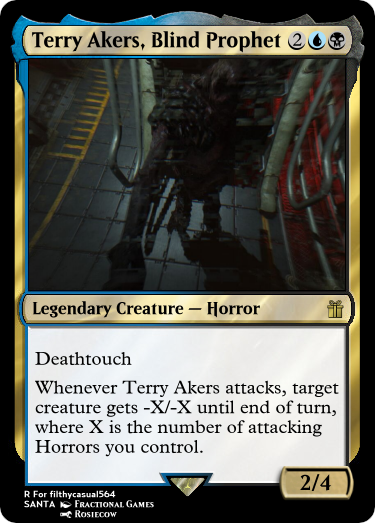 Terry Akers, Blind Prophet 2
Legendary Creature — Horror
Deathtouch
Whenever Terry Akers attacks, target
creature gets -X/-X until end of turn,
where X is the number of attacking
Horrors you control.
2/4
R For filthycasual564
SANTA Fractional Games
Rosiecow